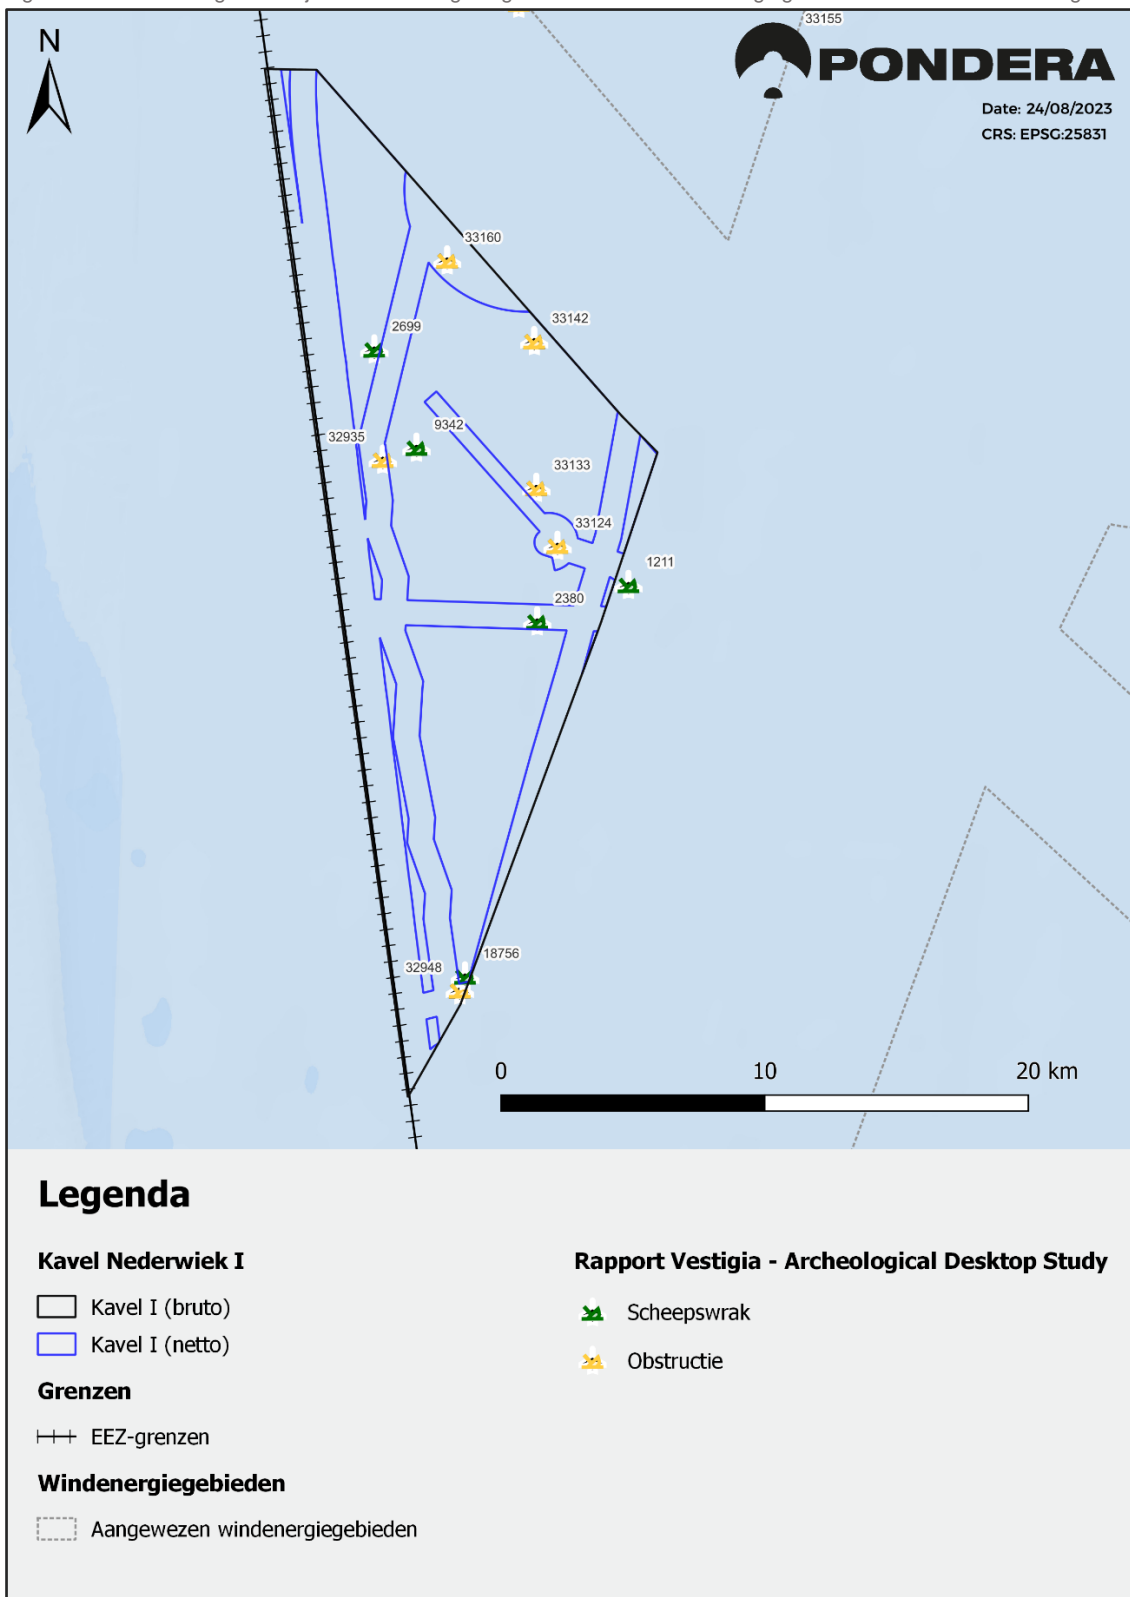 33155
N
PONDERA
Date: 24/08/2023
CRS: EPSG:25831
33160
33142
2699
9342
32935
33133
33124
1211
2380
18756
32948
0 10 20 km
Legenda
Kavel Nederwiek I
Kavel I (bruto)
Kavel I (netto)
Grenzen
EEZ-grenzen
Windenergiegebieden
Aangewezen windenergiegebieden
Rapport Vestigia - Archeological Desktop Study
Scheepswrak
Obstructie